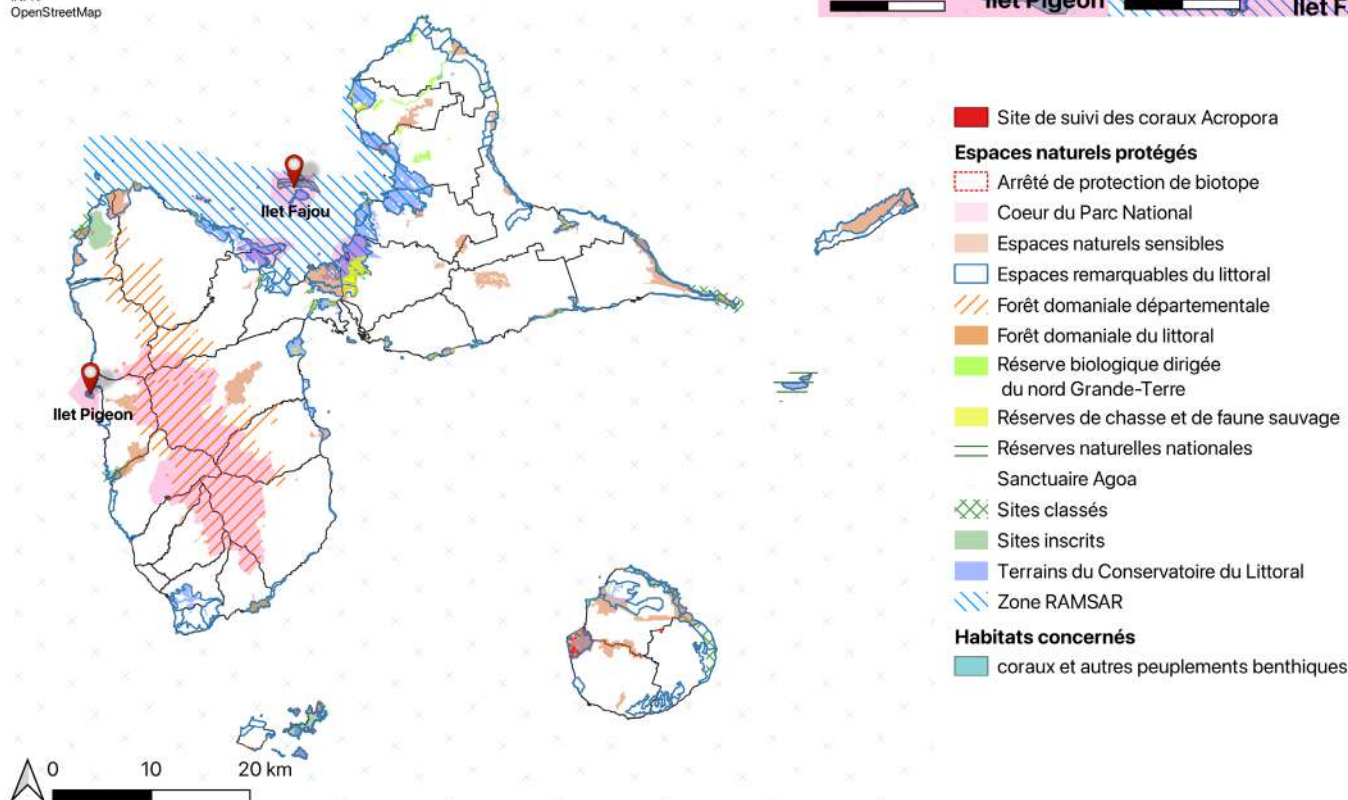 OpenStreetMap
Ilet Pigeon
Ilet F
Ilet Fajou
Ilet Pigeon
0 10 20 km
Site de suivi des coraux Acropora
Espaces naturels protégés
Arrêté de protection de biotope
Coeur du Parc National
Espaces naturels sensibles
Espaces remarquables du littoral
Forêt domaniale départementale
Forêt domaniale du littoral
Réserve biologique dirigée
du nord Grande-Terre
Réserves de chasse et de faune sauvage
Réserves naturelles nationales
Sanctuaire Agoa
Sites classés
Sites inscrits
Terrains du Conservatoire du Littoral
Zone RAMSAR
Habitats concernés
coraux et autres peuplements benthiques